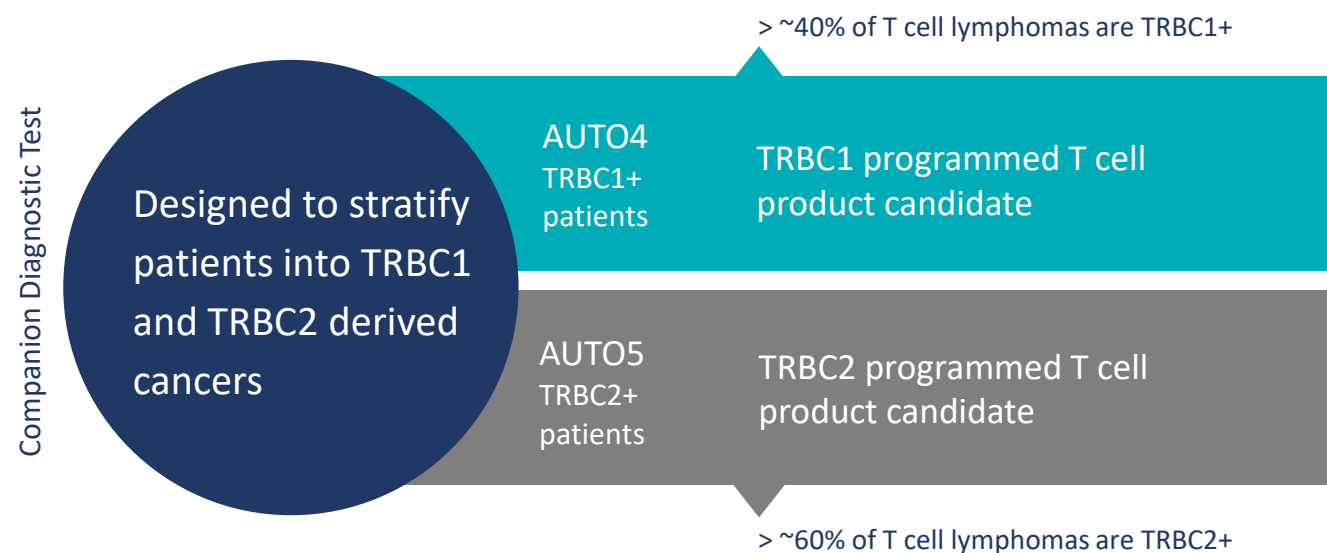 Companion Diagnostic Test
Designed to stratify
patients into TRBC1
and TRBC2 derived
cancers
> ~40% of T cell lymphomas are TRBC1+
AUTO4
TRBC1+
patients
TRBC1 programmed T cell
product candidate
AUTO5
TRBC2+
patients
TRBC2 programmed T cell
product candidate
> ~60% of T cell lymphomas are TRBC2+